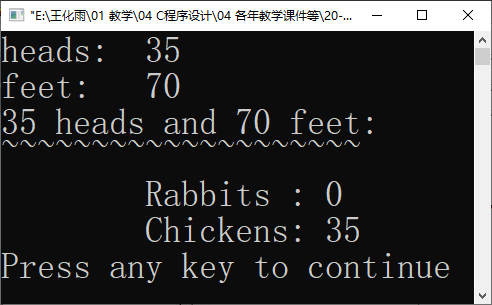 "E:\王化雨\01 教学\04 C程序设计\04 各年教学课件等\20-...
heads:  35
feet:   70
35 heads and 70 feet:
~~~~~~~~~~~~~~~~~~~~
Rabbits : 0
Chickens: 35
Press any key to continue